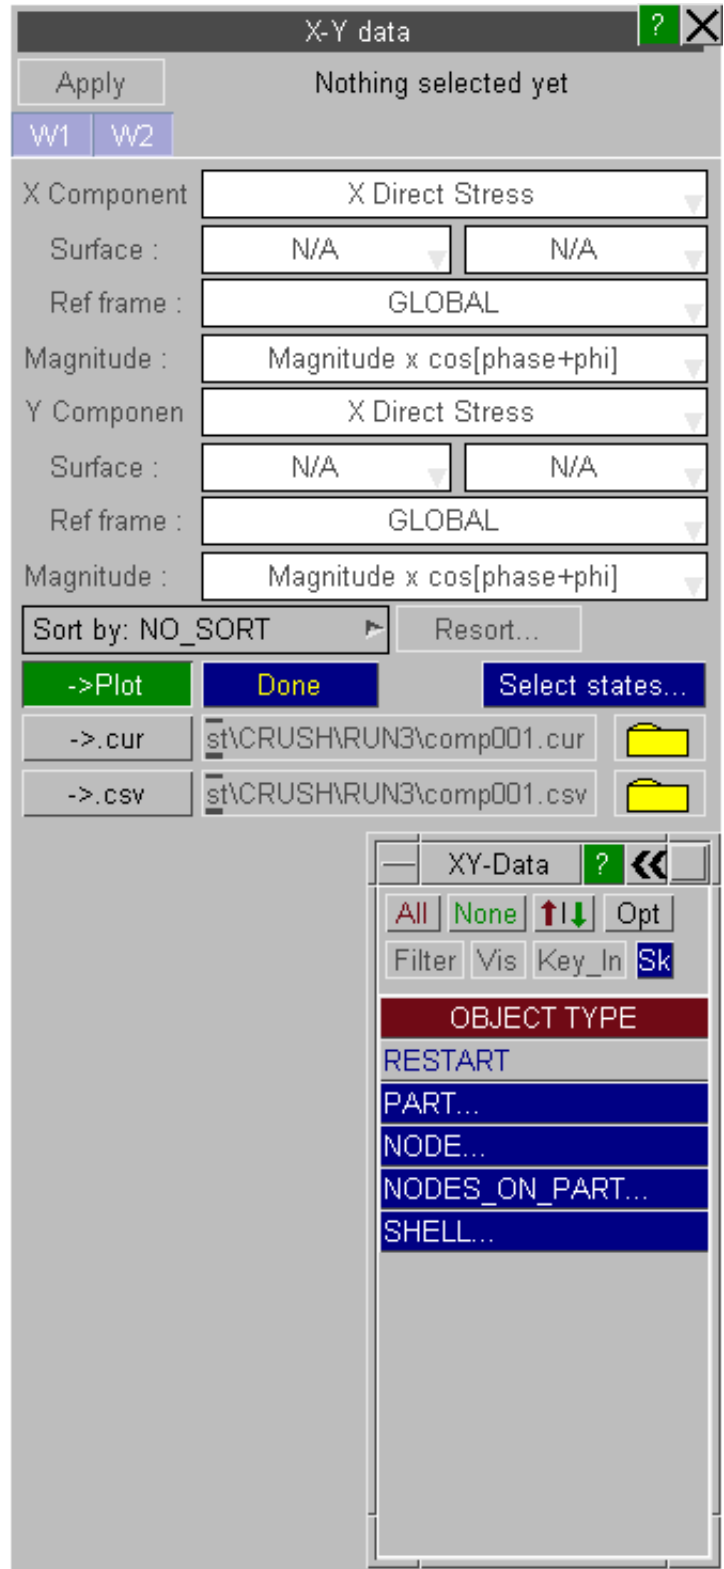 X-Y data ?
Apply Nothing selected yet
W1 W2
X Component X Direct Stress
Surface : N/A N/A
Ref frame : GLOBAL
Magnitude : Magnitude x cos[phase+phi]
Y Componen X Direct Stress
Surface : N/A N/A
Ref frame : GLOBAL
Magnitude : Magnitude x cos[phase+phi]
Sort by: NO_SORT Resort...
->Plot Done Select states...
->.cur st\CRUSH\RUN3\comp001.cur
->.csv st\CRUSH\RUN3\comp001.csv
XY-Data ?
All None Opt
Filter Vis Key_In Sk
OBJECT TYPE
RESTART
PART...
NODE...
NODES_ON_PART...
SHELL...